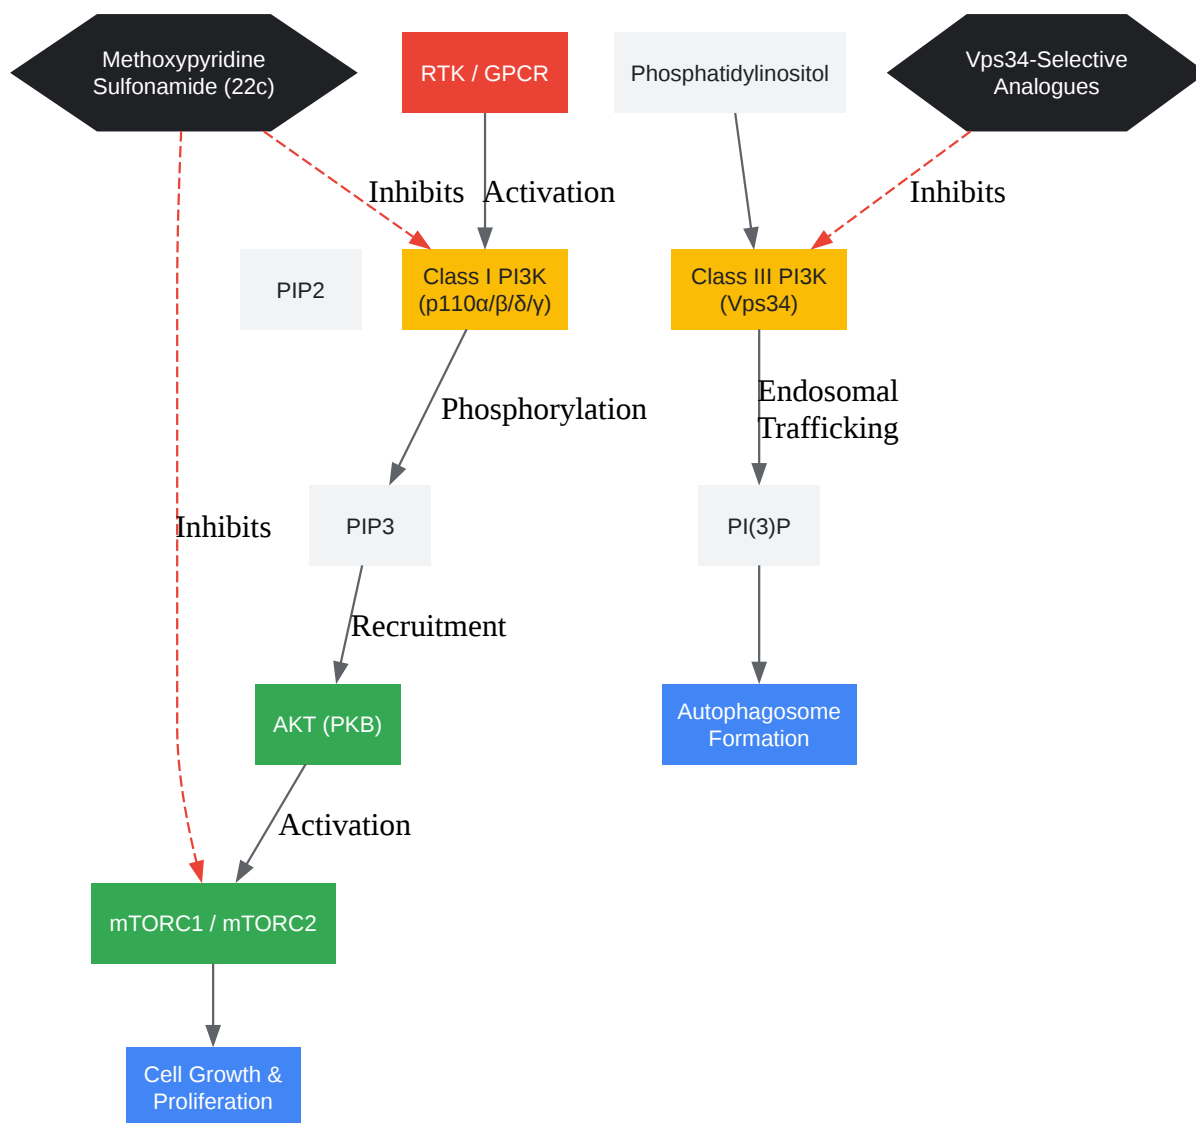 Methoxypyridine
Sulfonamide (22c)
RTK / GPCR
Phosphatidylinositol
Vps34-Selective
Analogues
Inhibits
Activation
Inhibits
PIP2
Class I PI3K
(p110α/β/δ/γ)
Class III PI3K
(Vps34)
Phosphorylation
Endosomal
Trafficking
Inhibits
PIP3
PI(3)P
Recruitment
AKT (PKB)
Autophagosome
Formation
Activation
mTORC1 / mTORC2
Cell Growth &
Proliferation